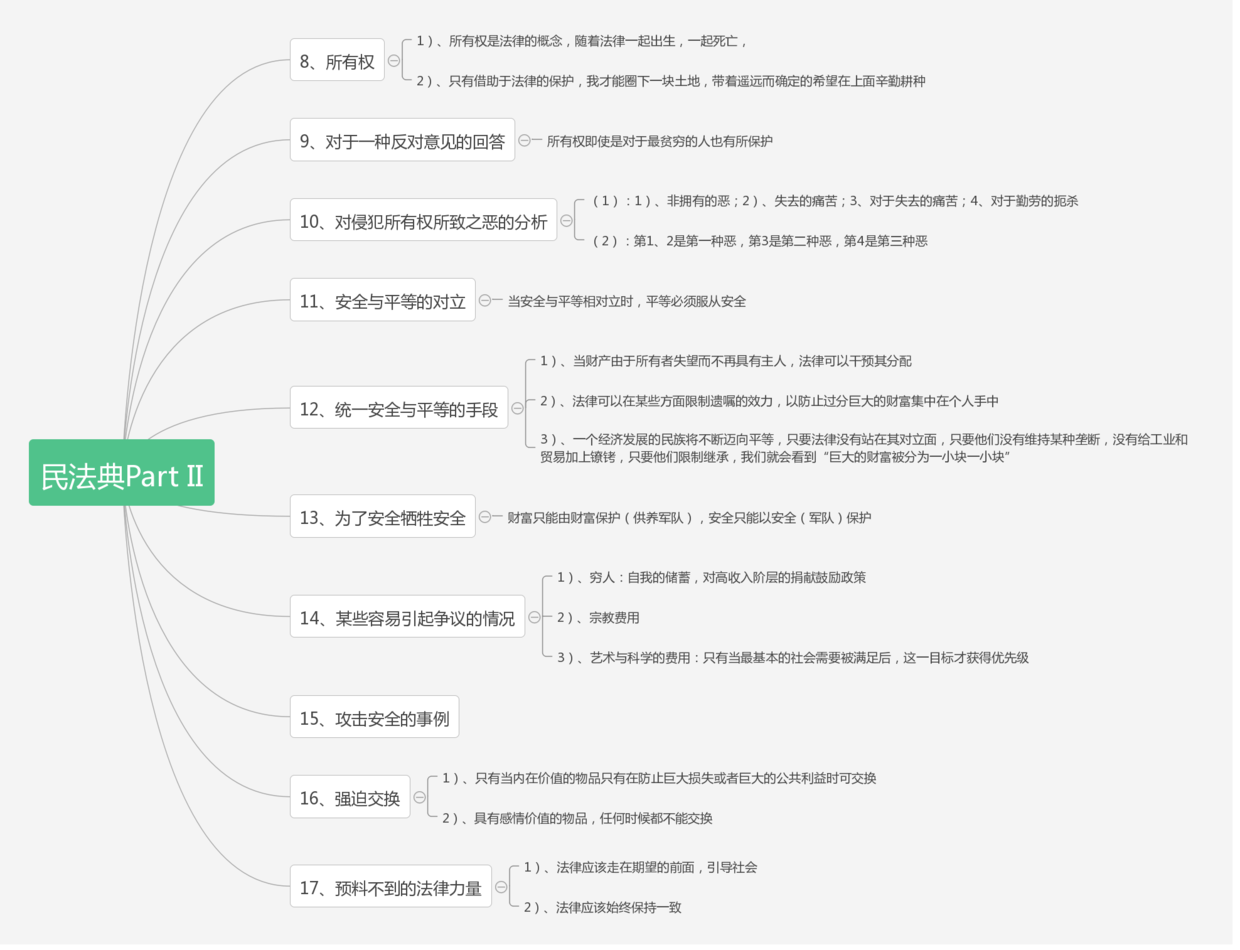 民法典Part II
8、所有权
1）、所有权是法律的概念，随着法律一起出生，一起死亡，
2）、只有借助于法律的保护，我才能圈下一块土地，带着遥远而确定的希望在上面辛勤耕种
9、对于一种反对意见的回答
所有权即使是对于最贫穷的人也有所保护
10、对侵犯所有权所致之恶的分析
（1）：1）、非拥有的恶；2）、失去的痛苦；3、对于失去的痛苦；4、对于勤劳的扼杀
（2）：第1、2是第一种恶，第3是第二种恶，第4是第三种恶
11、安全与平等的对立
当安全与平等相对立时，平等必须服从安全
12、统一安全与平等的手段
1）、当财产由于所有者失望而不再具有主人，法律可以干预其分配
2）、法律可以在某些方面限制遗嘱的效力，以防止过分巨大的财富集中在个人手中
3）、一个经济发展的民族将不断迈向平等，只要法律没有站在其对立面，只要他们没有维持某种垄断，没有给工业和
贸易加上镣铐，只要他们限制继承，我们就会看到“巨大的财富被分为一小块一小块”
13、为了安全牺牲安全
财富只能由财富保护（供养军队），安全只能以安全（军队）保护
14、某些容易引起争议的情况
1）、穷人：自我的储蓄，对高收入阶层的捐献鼓励政策
2）、宗教费用
3）、艺术与科学的费用：只有当最基本的社会需要被满足后，这一目标才获得优先级
15、攻击安全的事例
16、强迫交换
1）、只有当内在价值的物品只有在防止巨大损失或者巨大的公共利益时可交换
2）、具有感情价值的物品，任何时候都不能交换
17、预料不到的法律力量
1）、法律应该走在期望的前面，引导社会
2）、法律应该始终保持一致